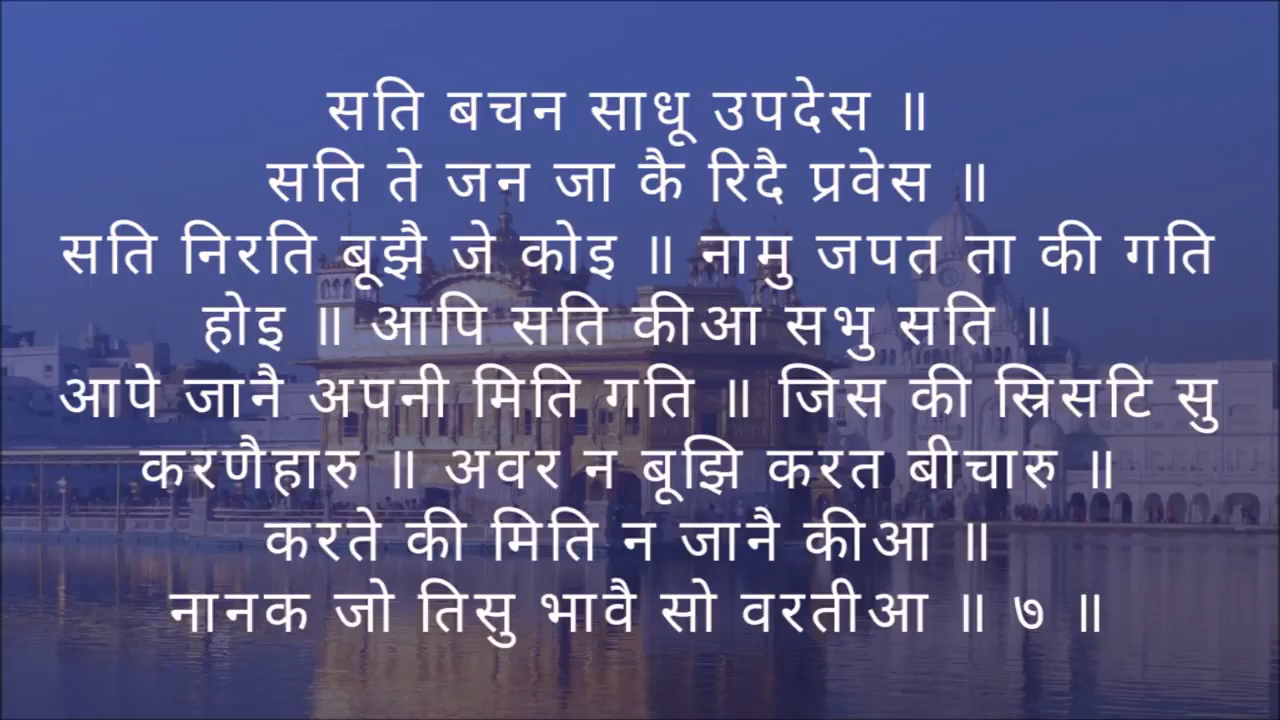 सति बचन साधू उपदेस ॥
सति ते जन जा कै रिदै प्रवेस ॥
सति निरति बूझै जे कोइ ॥ नामु जपत ता की गति
होइ ॥ आपि सति कीआ सभु सति ॥
आपे जानै अपनी मिति गति ॥ जिस की स्रिसटि सु
करणैहारु ॥ अवर न बूझि करत बीचारु ॥
करते की मिति न जानै कीआ ॥
नानक जो तिसु भावै सो वरतीआ ॥ ७ ॥